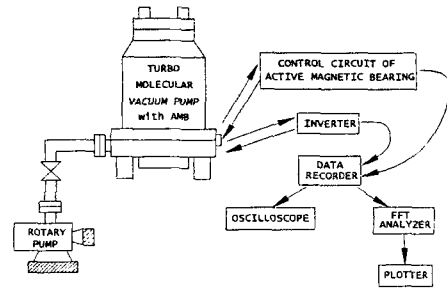 TURBO
MOLECULAR
VACUUM PUMP
with AMB
CONTROL CIRCUIT OF
ACTIVE MAGNETIC BEARING
INVERTER
DATA
RECORDER
OSCILLOSCOPE
FFT
ANALYZER
PLOTTER
ROTARY
PUMP